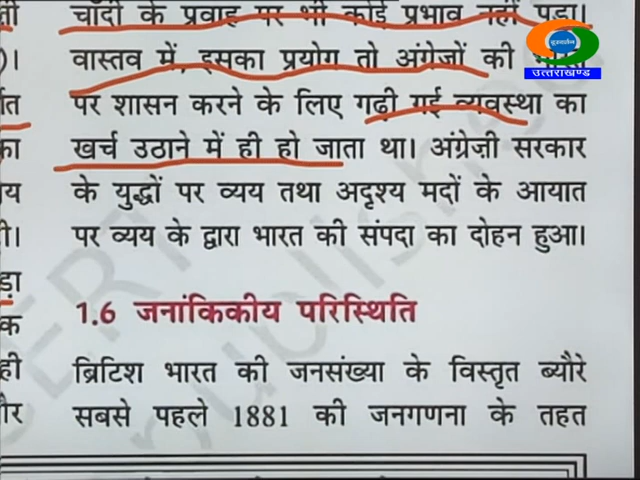 चाँदी के प्रवाह पर भी कोई प्रभाव नहीं पड़ा।
वास्तव में, इसका प्रयोग तो अंग्रेजों की भारत
पर शासन करने के लिए गढ़ी गई व्यवस्था का
खर्च उठाने में ही हो जाता था। अंग्रेज़ी सरकार
के युद्धों पर व्यय तथा अदृश्य मदों के आयात
पर व्यय के द्वारा भारत की संपदा का दोहन हुआ।
1.6 जनांकिकीय परिस्थिति
ब्रिटिश भारत की जनसंख्या के विस्तृत ब्यौरे
सबसे पहले 1881 की जनगणना के तहत
उत्तराखण्ड